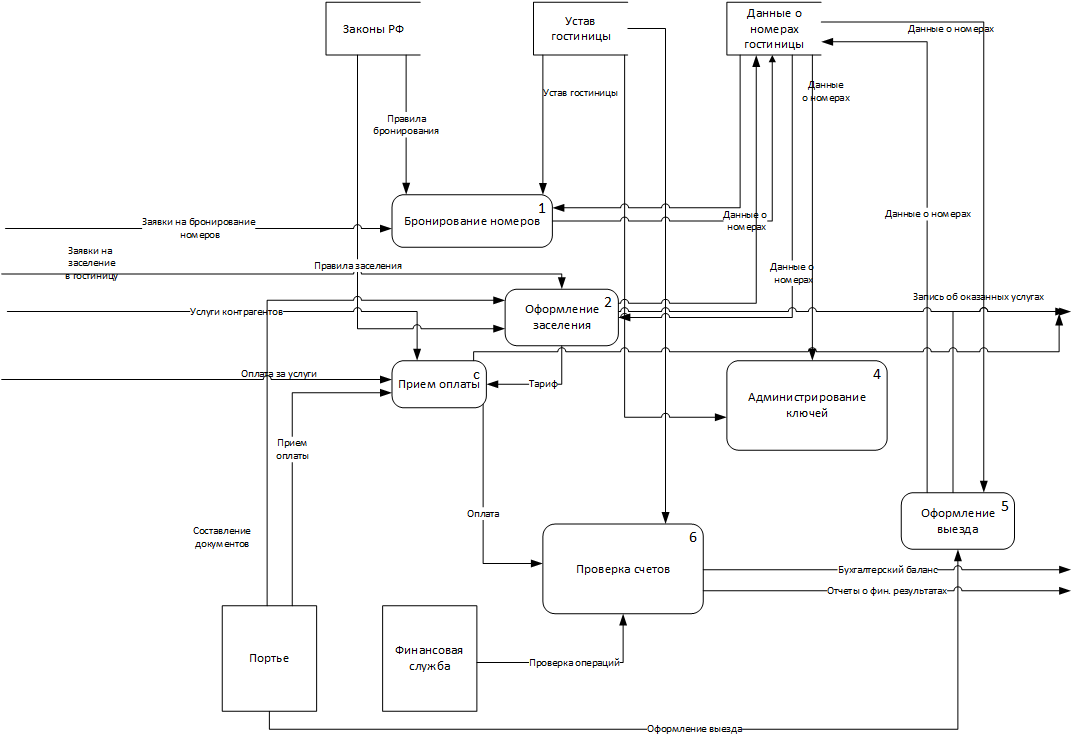 Законы РФ
Устав
гостиницы
Данные о
номерах
гостиницы
Данные о номерах
Устав гостиницы
Данные
о номерах
Правила
бронирования
1
Бронирование номеров
Заявки на бронирование
номеров
Данные о
номерах
Данные о номерах
Заявки на
заселение
в гостиницу
Правила заселения
Данные о
номерах
2
Оформление
заселения
Запись об оказанных услугах
Услуги контрагентов
Оплата за услуги
с
Прием оплаты
Тариф
4
Администрирование
ключей
Прием
оплаты
Оплата
5
Оформление
выезда
Составление
документов
6
Проверка счетов
Бухгалтерский баланс
Отчеты о фин. результатах
Портье
Финансовая
служба
Проверка операций
Оформление выезда